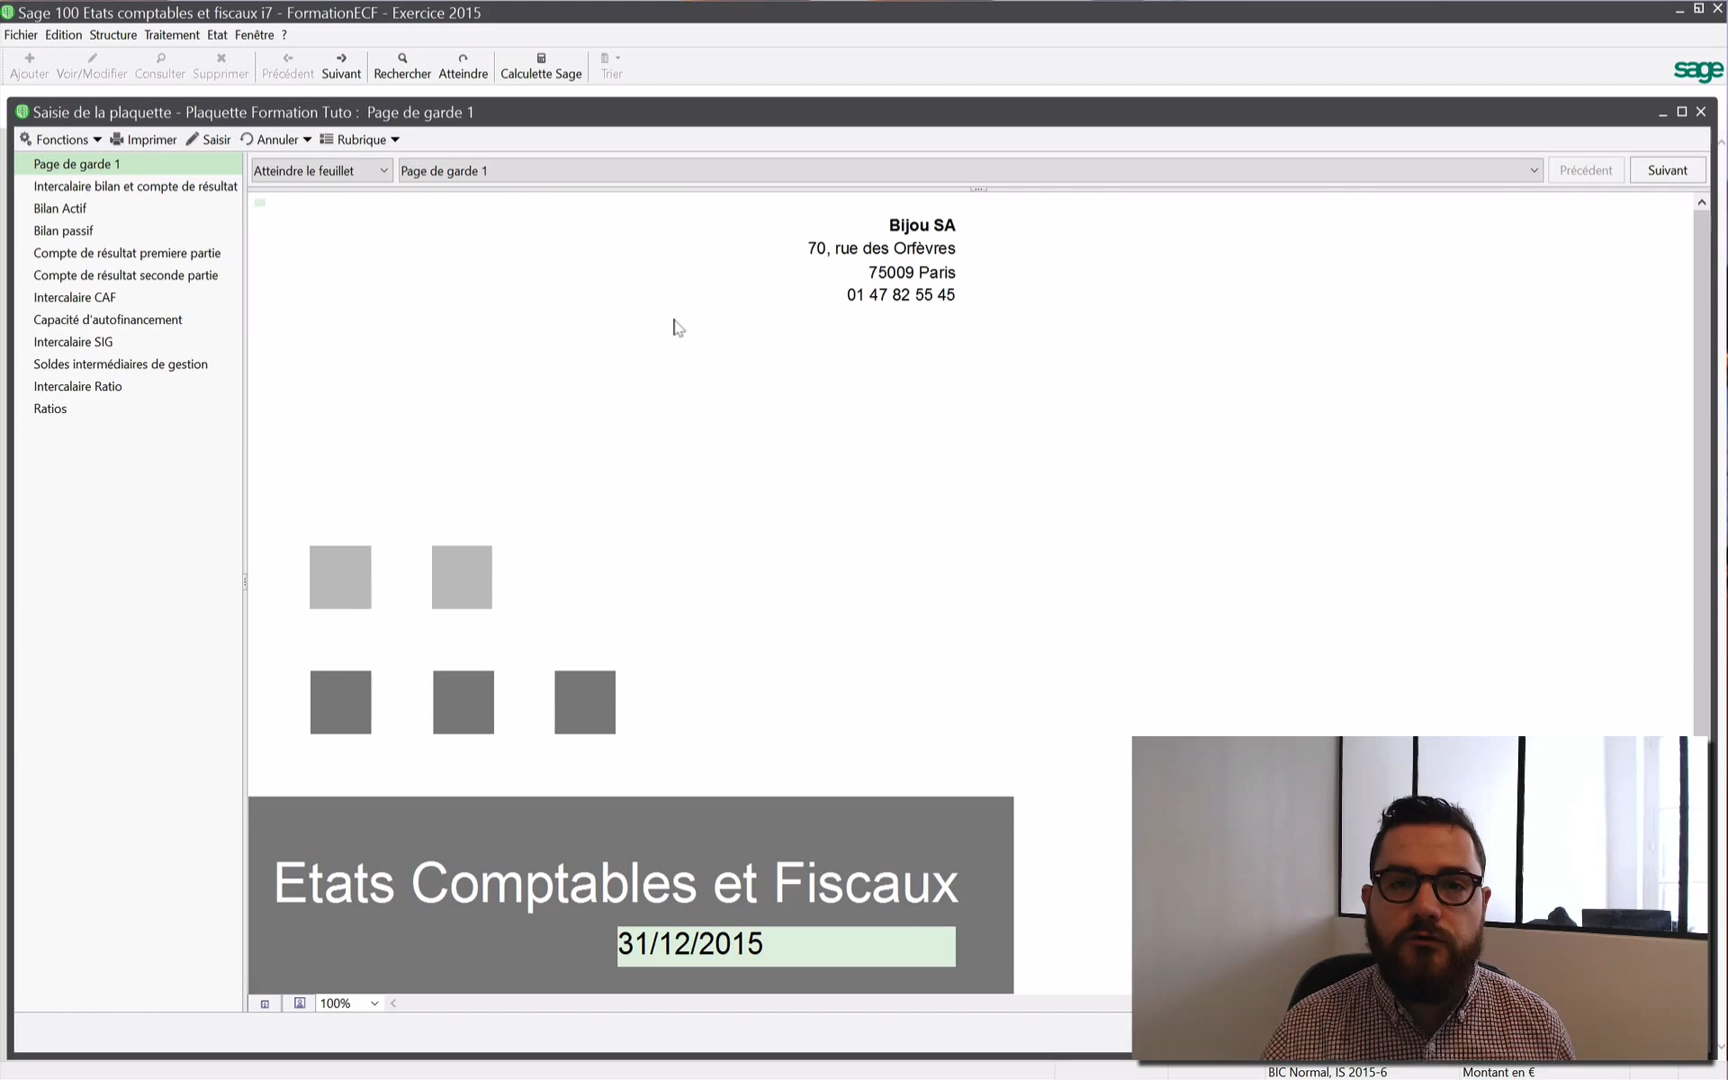 Sage 100 Etats comptables et fiscaux i7 - FormationECF - Exercice 2015
Fichier Edition Structure Traitement Etat Fenêtre ?
Ajouter Voir/Modifier Consulter Supprimer Précédent Suivant Rechercher Atteindre Calculette Sage Trier
sage
Saisie de la plaquette - Plaquette Formation Tuto : Page de garde 1
Fonctions Imprimer Saisir Annuler Rubrique
Atteindre le feuillet Page de garde 1 Précédent Suivant
Page de garde 1
Intercalaire bilan et compte de résultat
Bilan Actif
Bilan passif
Compte de résultat premiere partie
Compte de résultat seconde partie
Intercalaire CAF
Capacité d'autofinancement
Intercalaire SIG
Soldes intermédiaires de gestion
Intercalaire Ratio
Ratios
Bijou SA
70, rue des Orfèvres
75009 Paris
01 47 82 55 45
Etats Comptables et Fiscaux
31/12/2015
100%
BIC Normal, IS 2015-6 Montant en €